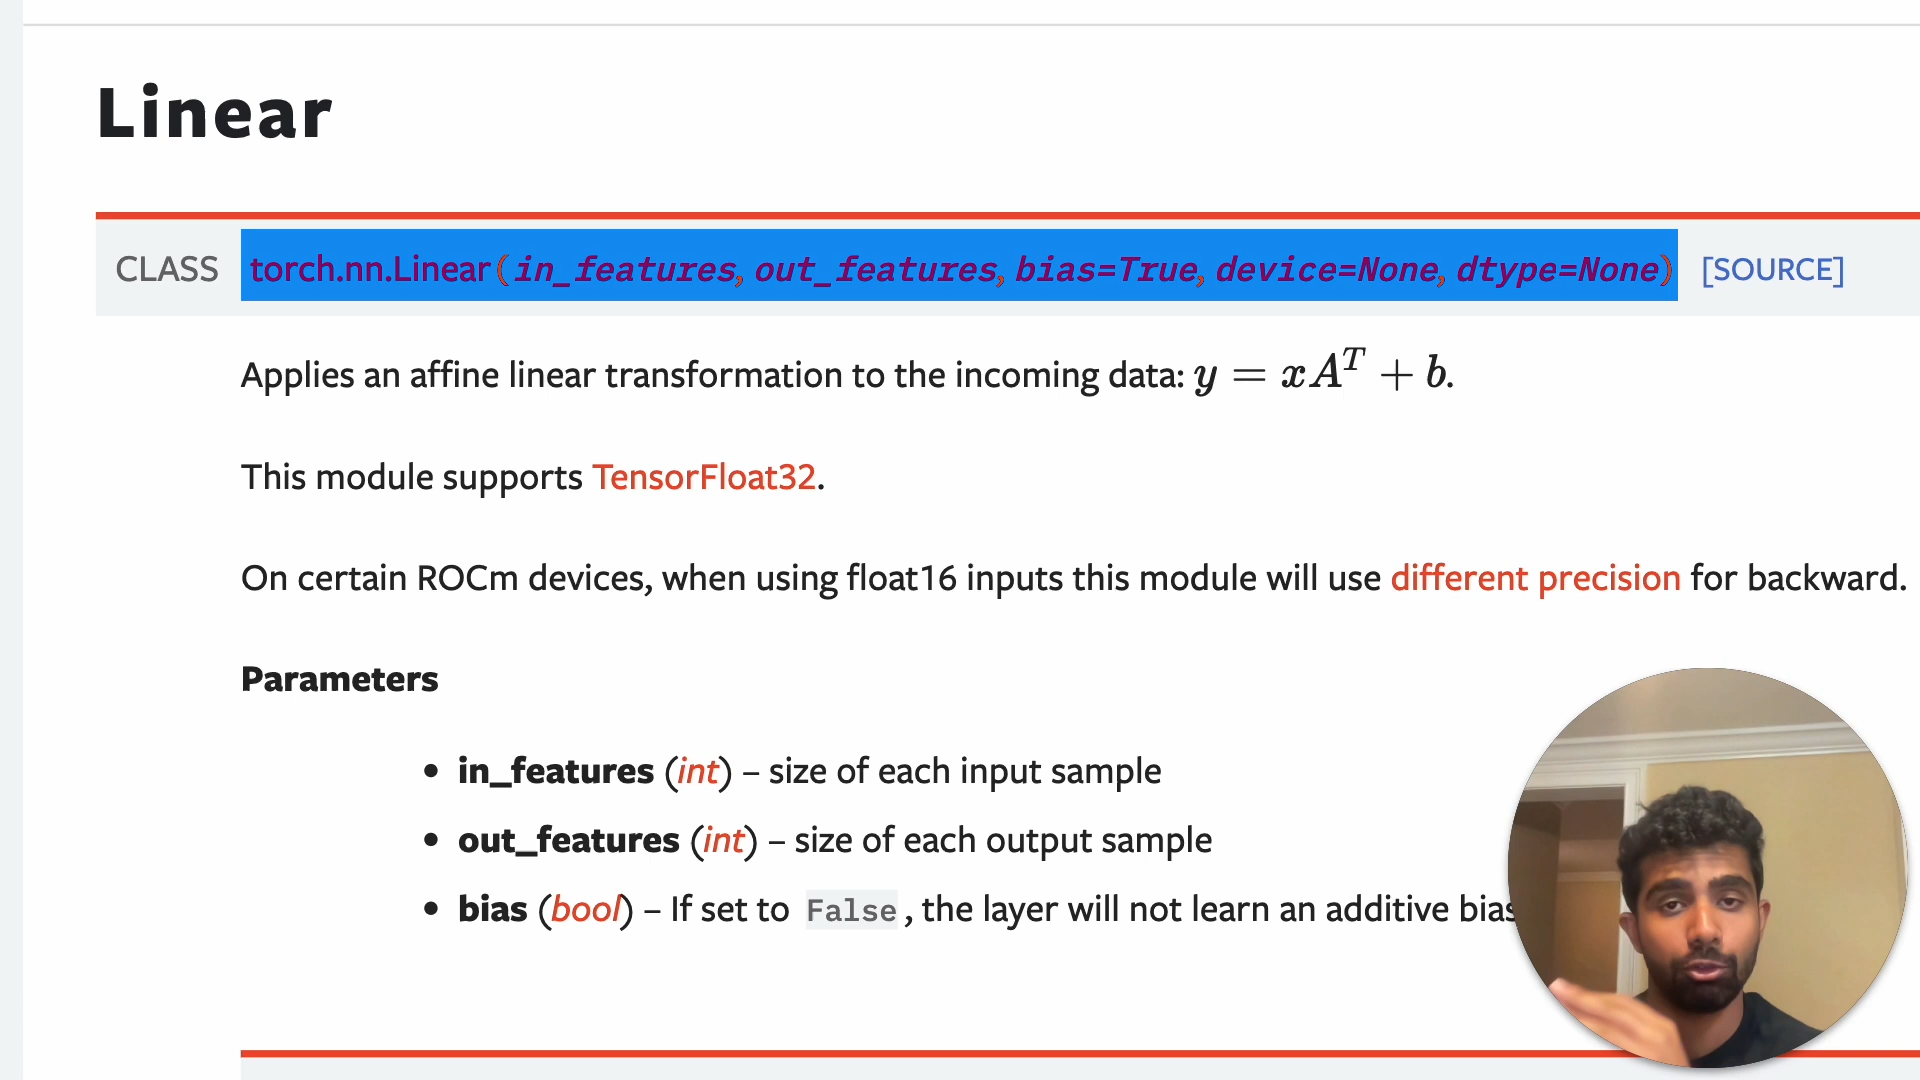 Linear
CLASS torch.nn.Linear(in_features, out_features, bias=True, device=None, dtype=None) [SOURCE]
Applies an affine linear transformation to the incoming data: y = xA^T + b.
This module supports TensorFloat32.
On certain ROCm devices, when using float16 inputs this module will use different precision for backward.
Parameters
• in_features (int) – size of each input sample
• out_features (int) – size of each output sample
• bias (bool) – If set to False, the layer will not learn an additive bias